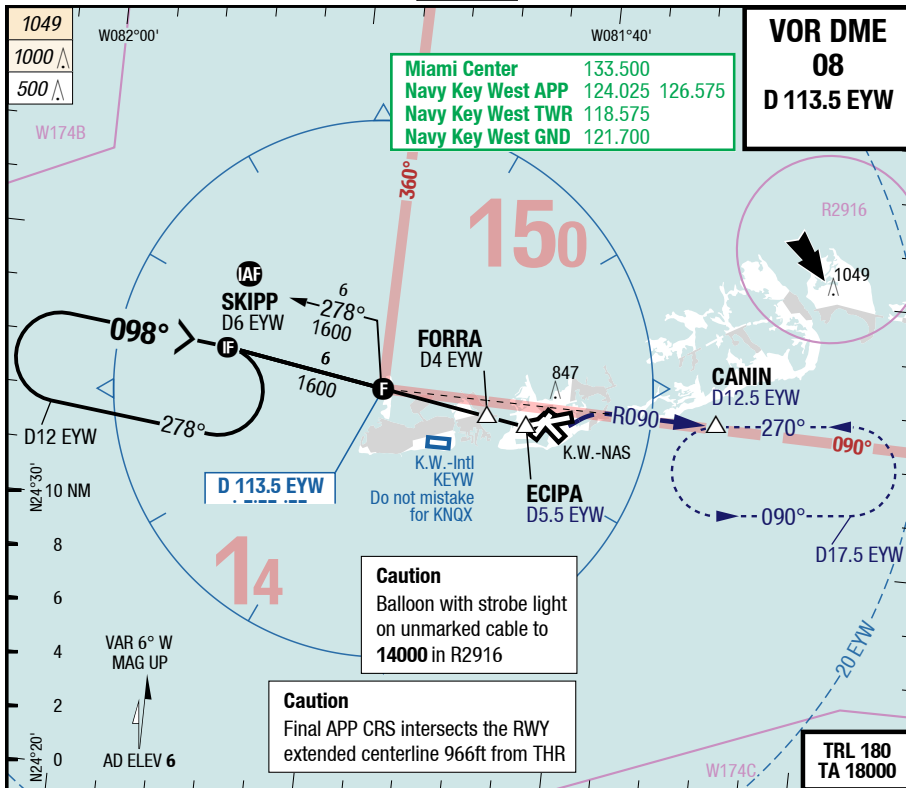 1049
1000
500
W082°00'
W081°40'
VOR DME
08
D 113.5 EYW
Miami Center 133.500
Navy Key West APP 124.025 126.575
Navy Key West TWR 118.575
Navy Key West GND 121.700
W174B
360°
150
R2916
1049
IAF
SKIPP
D6 EYW
IF
098°
6
278°
1600
6
1600
FORRA
D4 EYW
F
847
CANIN
D12.5 EYW
D12 EYW
278°
R090
270°
090°
K.W.-NAS
K.W.-Intl
KEYW
Do not mistake
for KNQX
ECIPA
D5.5 EYW
090°
D17.5 EYW
D 113.5 EYW
N24°30'
10 NM
8
6
4
2
0
N24°20'
14
Caution
Balloon with strobe light
on unmarked cable to
14000 in R2916
VAR 6° W
MAG UP
AD ELEV 6
Caution
Final APP CRS intersects the RWY
extended centerline 966ft from THR
20 EYW
W174C
TRL 180
TA 18000